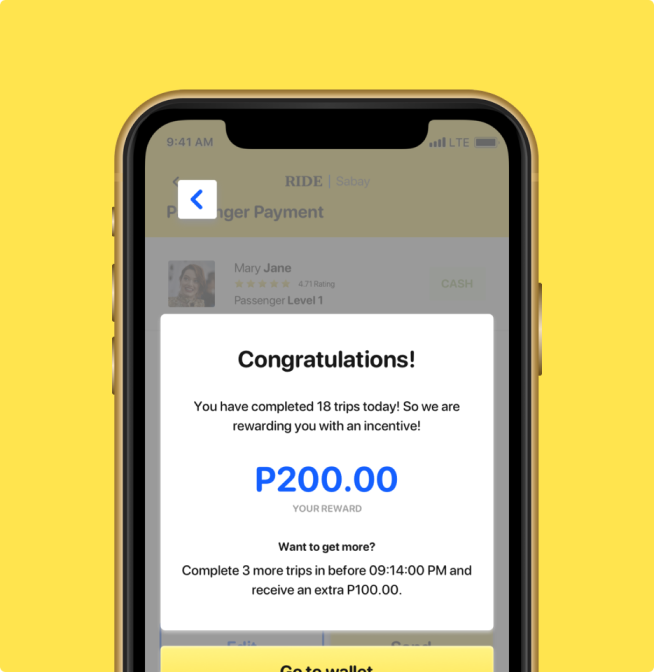 9:41 AM
LTE
RIDE | Sabay
Passenger Payment
Mary Jane
4.71 Rating
Passenger Level 1
CASH
Congratulations!
You have completed 18 trips today! So we are
rewarding you with an incentive!
P200.00
YOUR REWARD
Want to get more?
Complete 3 more trips in before 09:14:00 PM and
receive an extra P100.00.
Edit
Send
Go to wallet